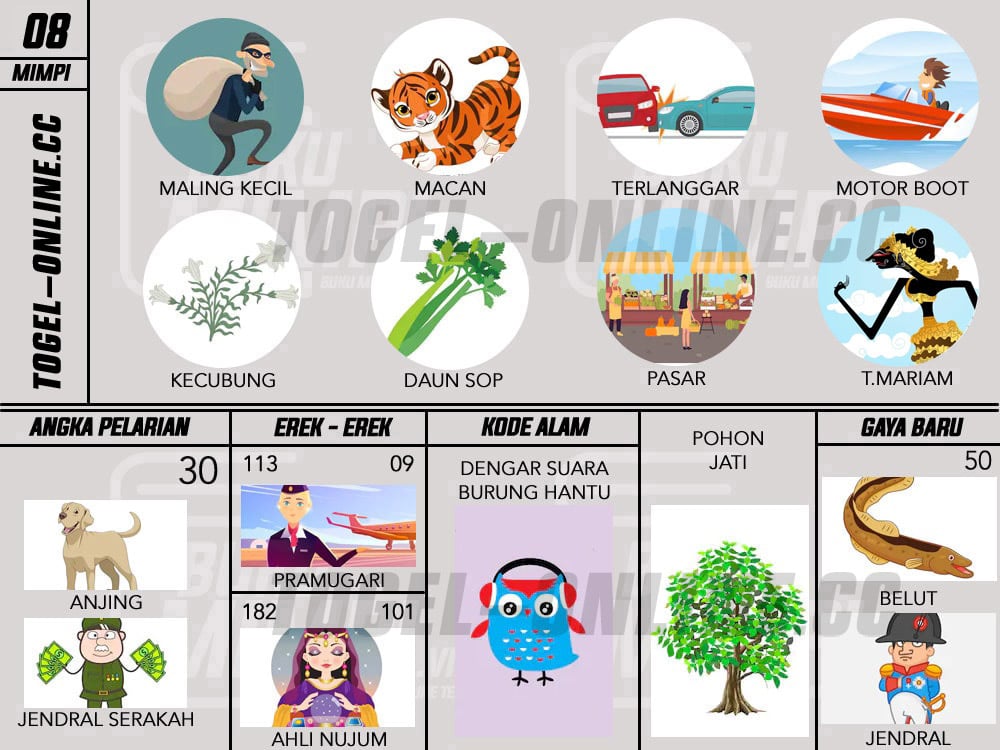 08
MIMPI
TOGEL-ONLINE.CC
MALING KECIL
MACAN
TERLANGGAR
MOTOR BOOT
TOGEL-ONLINE.CC
KECUBUNG
DAUN SOP
PASAR
T.MARIAM
ANGKA PELARIAN
30
ANJING
JENDRAL SERAKAH
EREK - EREK
113 09
PRAMUGARI
182 101
AHLI NUJUM
KODE ALAM
DENGAR SUARA
BURUNG HANTU
POHON
JATI
GAYA BARU
50
BELUT
JENDRAL
TOGEL-ONLINE.CC